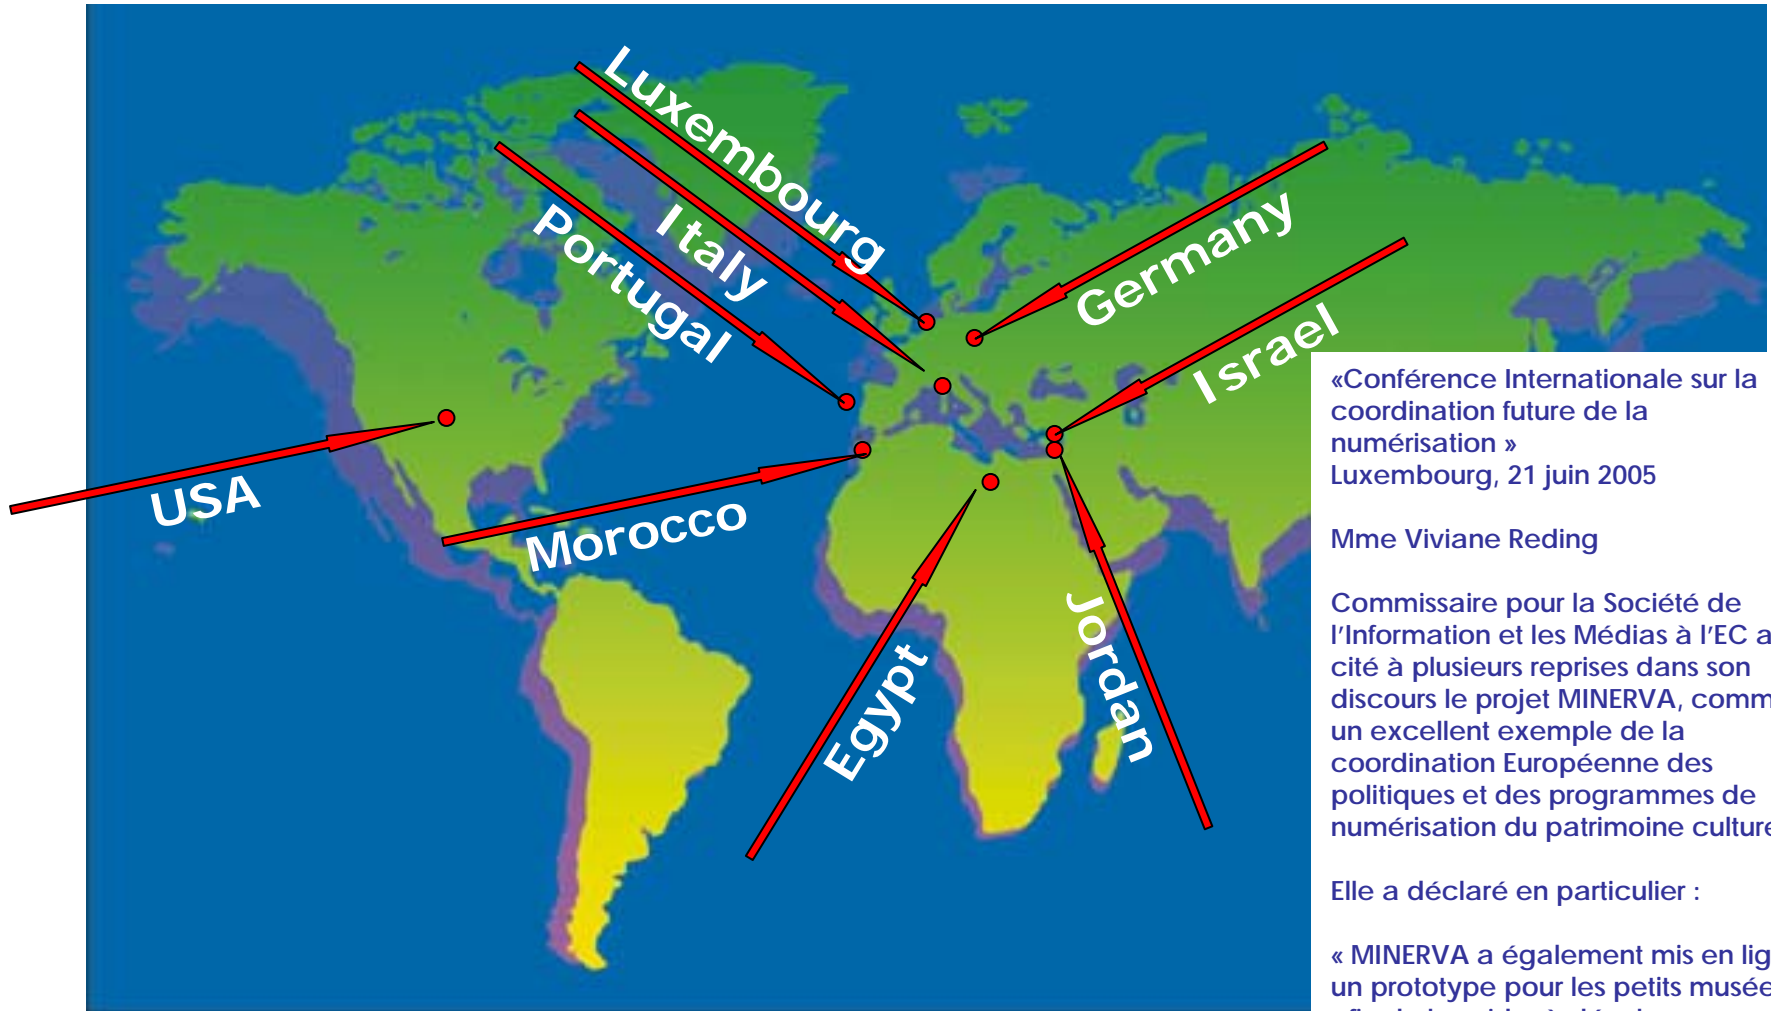 Luxembourg
Italy
Portugal
Germany
Israel
USA
Morocco
Egypt
Jordan
«Conférence Internationale sur la
coordination future de la
numérisation »
Luxembourg, 21 juin 2005
Mme Viviane Reding
Commissaire pour la Société de
l'Information et les Médias à l'EC a
cité à plusieurs reprises dans son
discours le projet MINERVA, comm
un excellent exemple de la
coordination Européenne des
politiques et des programmes de
numérisation du patrimoine culture
Elle a déclaré en particulier :
« MINERVA a également mis en lig
un prototype pour les petits musée